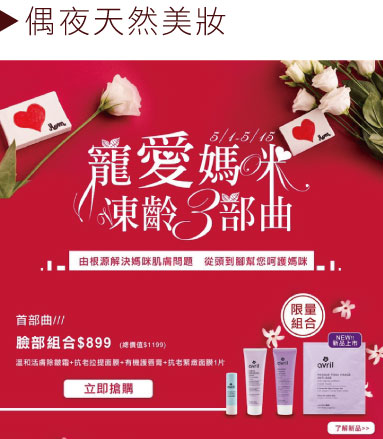 偶夜天然美妝
Mom
Mom
5/1-5/15
寵愛媽咪
凍齡3部曲
由根源解決媽咪肌膚問題 從頭到腳幫您呵護媽咪
限量
組合
首部曲///
臉部組合$899 (總價值$1199)
NEW!!
新品上市
溫和活膚除皺霜+抗老拉提面膜+有機護唇膏+抗老緊緻面膜1片
avril
avril
avril
立即搶購
了解新品>>